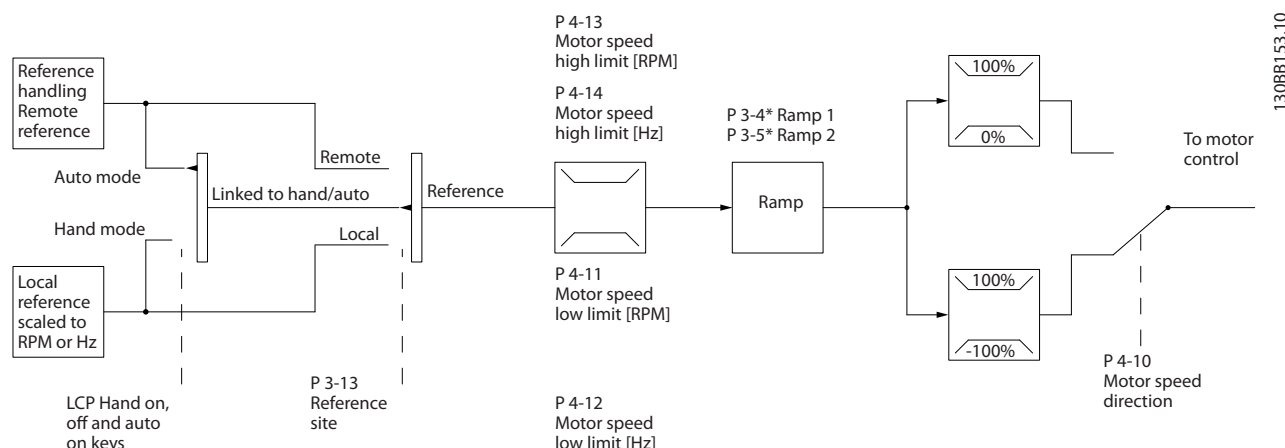 P 4-13
Motor speed
high limit [RPM]
P 4-14
Motor speed
high limit [Hz]
130BB153.10
Reference
handling
Remote
reference
Auto mode
Hand mode
Local
reference
scaled to
RPM or Hz
LCP Hand on,
off and auto
on keys
Linked to hand/auto
Remote
Local
P 3-13
Reference
site
Reference
P 4-11
Motor speed
low limit [RPM]
P 4-12
Motor speed
low limit [Hz]
P 3-4* Ramp 1
P 3-5* Ramp 2
Ramp
100%
0%
100%
-100%
To motor
control
P 4-10
Motor speed
direction